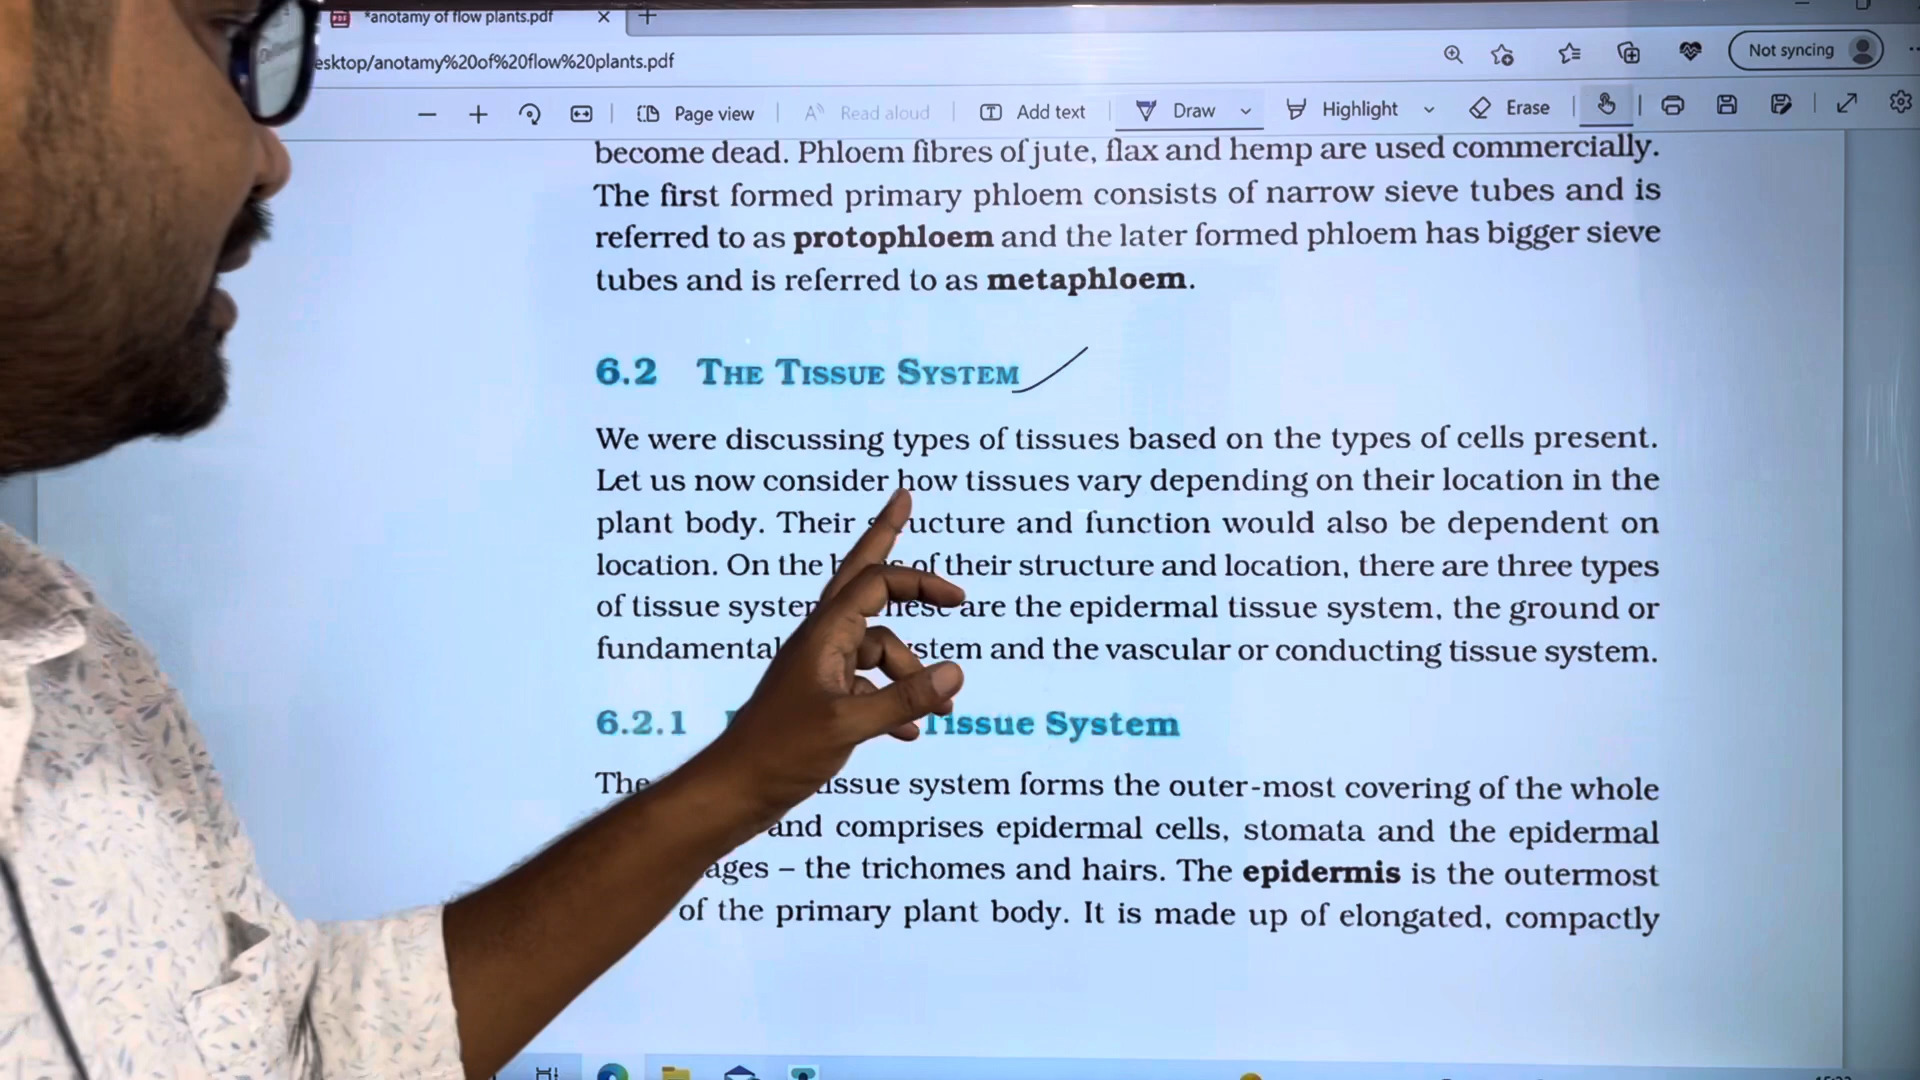 *anotamy of flow plants.pdf
esktop/anotamy%20of%20flow%20plants.pdf
Not syncing
Page view
Read aloud
Add text
Draw
Highlight
Erase
become dead. Phloem fibres of jute, flax and hemp are used commercially.
The first formed primary phloem consists of narrow sieve tubes and is
referred to as protophloem and the later formed phloem has bigger sieve
tubes and is referred to as metaphloem.
6.2 THE TISSUE SYSTEM
We were discussing types of tissues based on the types of cells present.
Let us now consider how tissues vary depending on their location in the
plant body. Their ucture and function would also be dependent on
location. On the of their structure and location, there are three types
of tissue syster hese are the epidermal tissue system, the ground or
fundamental stem and the vascular or conducting tissue system.
6.2.1 Tissue System
The issue system forms the outer-most covering of the whole
and comprises epidermal cells, stomata and the epidermal
ages – the trichomes and hairs. The epidermis is the outermost
of the primary plant body. It is made up of elongated, compactly